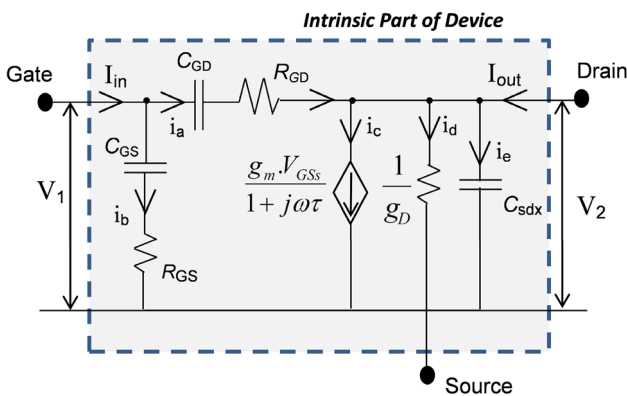 Intrinsic Part of Device
Gate
I_in
C_GD
R_GD
I_out
Drain
i_a
i_c
i_d
i_e
C_GS
V_1
g_m.V_GSs
1 + jωτ
1
g_D
C_sdx
V_2
i_b
R_GS
Source